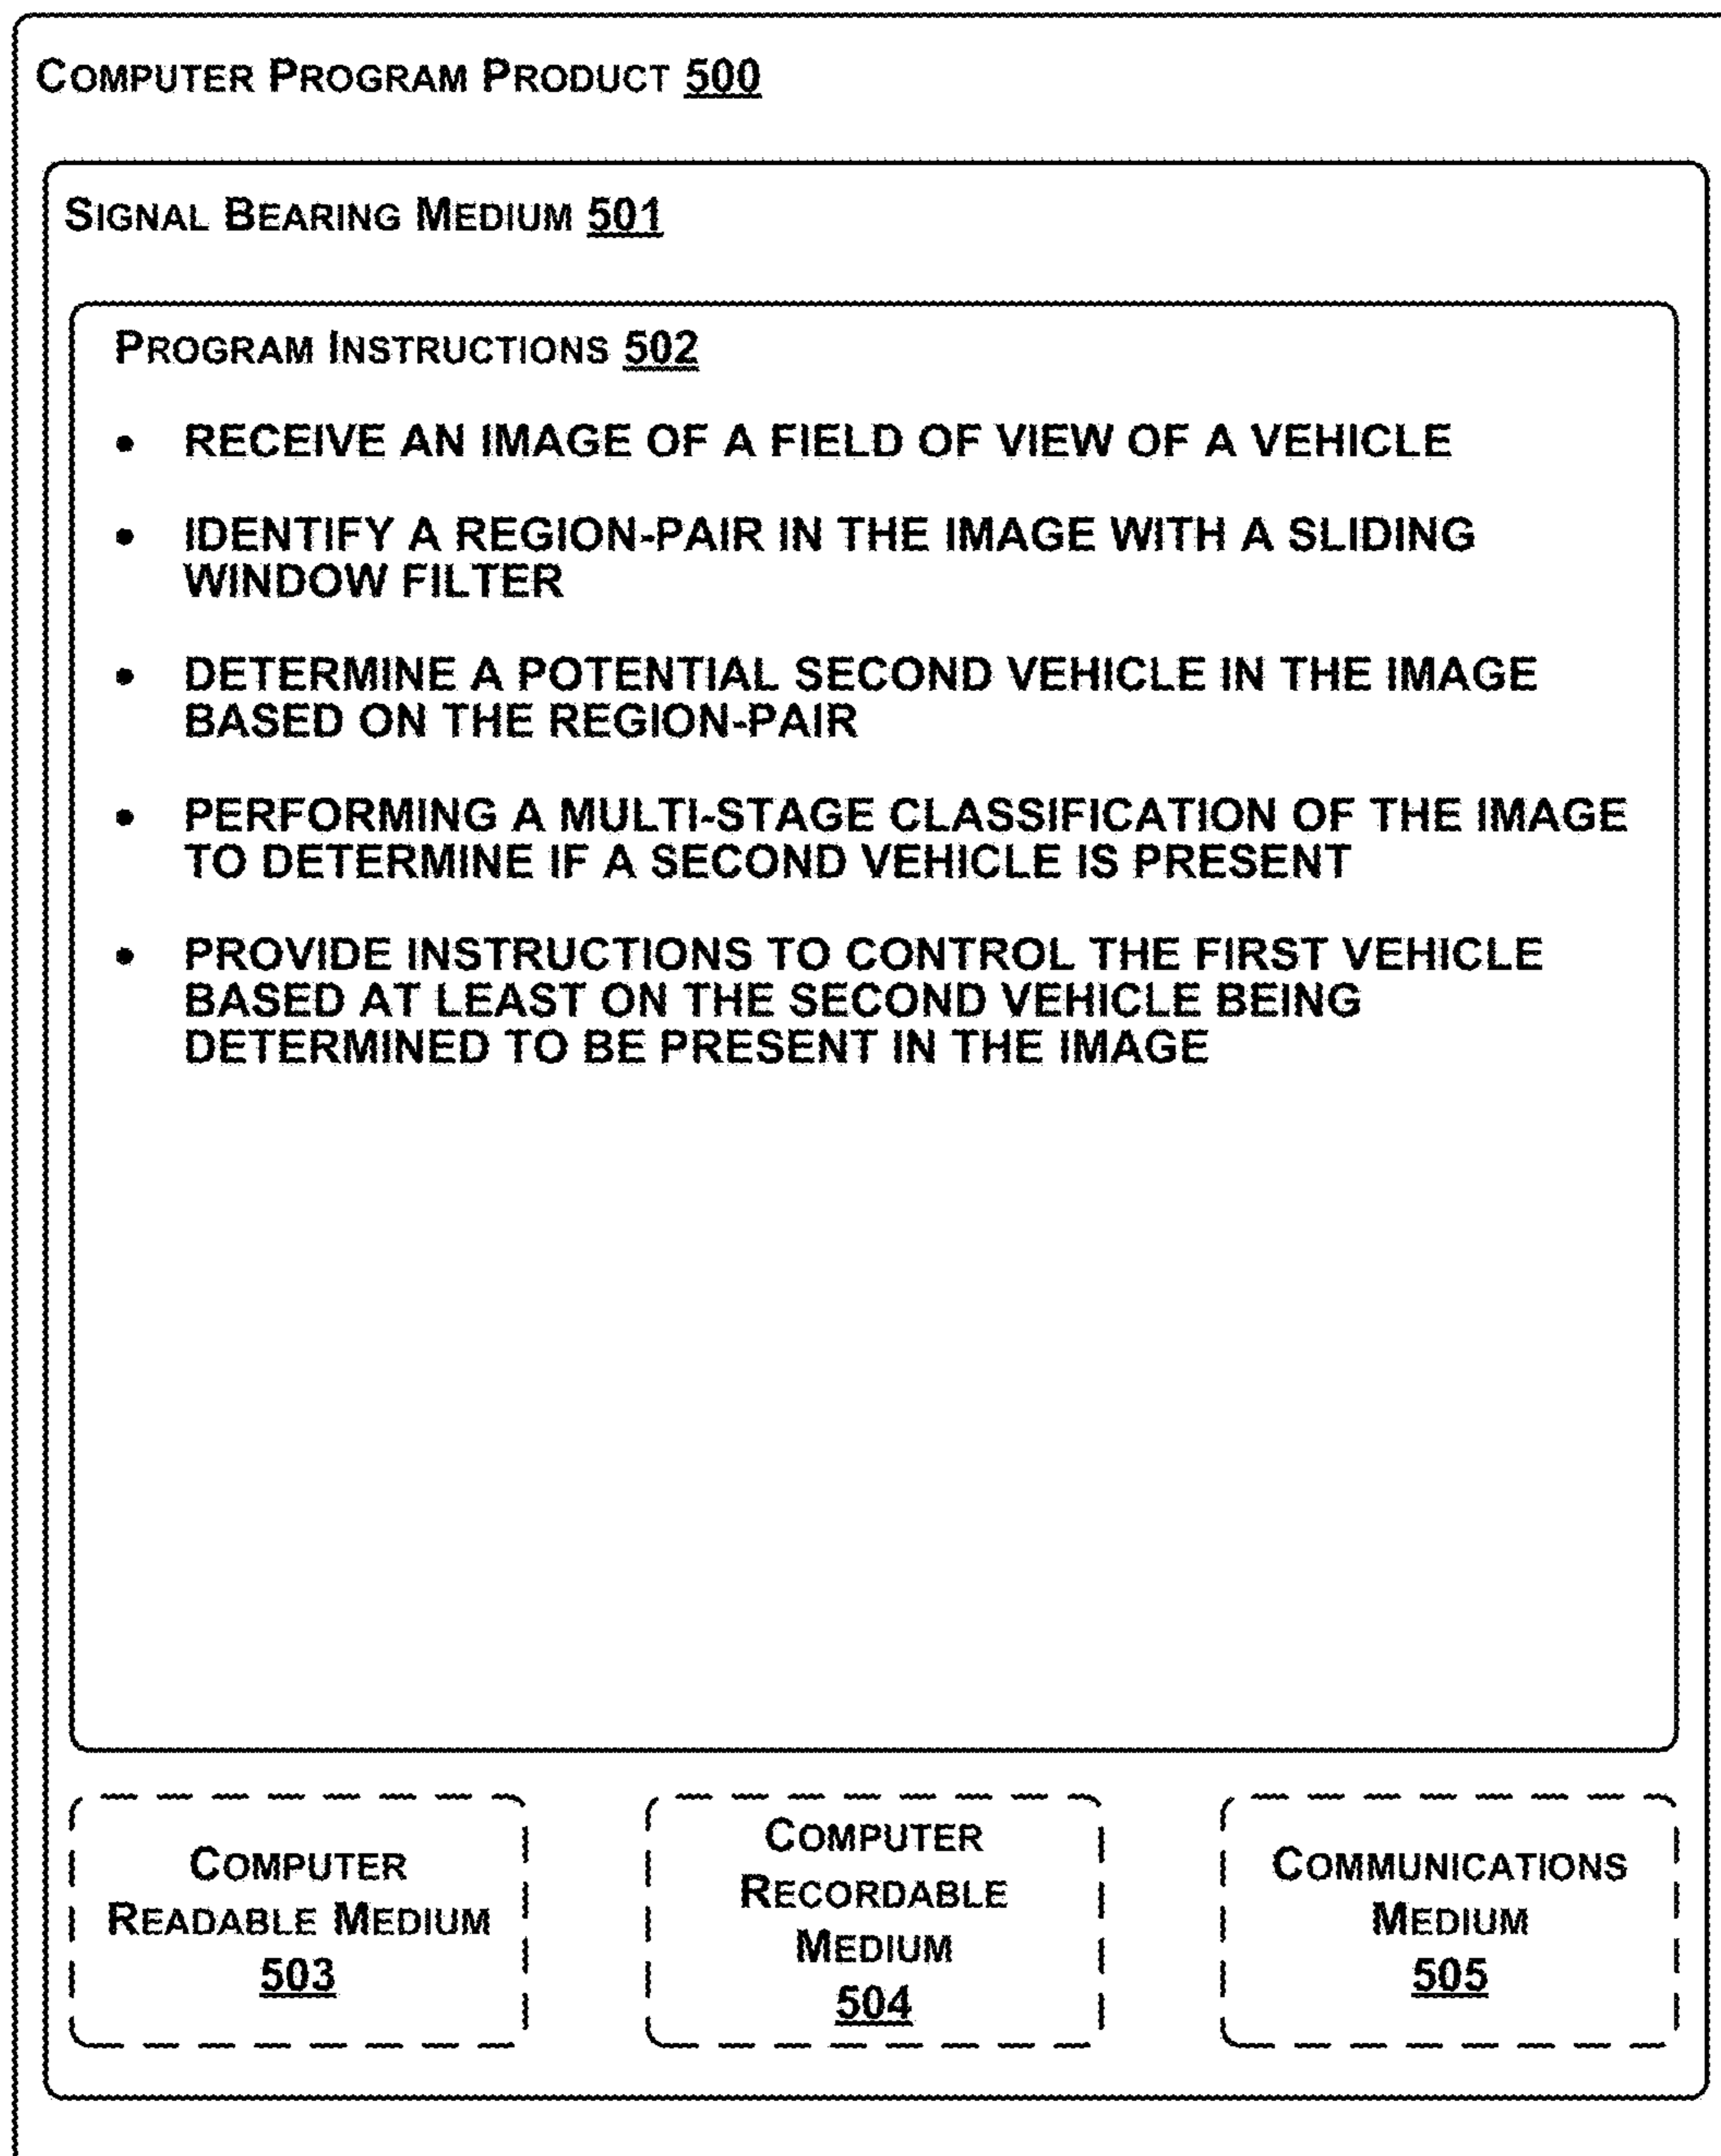 COMPUTER PROGRAM PRODUCT 500
SIGNAL BEARING MEDIUM 501
PROGRAM INSTRUCTIONS 502
• RECEIVE AN IMAGE OF A FIELD OF VIEW OF A VEHICLE
• IDENTIFY A REGION-PAIR IN THE IMAGE WITH A SLIDING
WINDOW FILTER
• DETERMINE A POTENTIAL SECOND VEHICLE IN THE IMAGE
BASED ON THE REGION-PAIR
• PERFORMING A MULTI-STAGE CLASSIFICATION OF THE IMAGE
TO DETERMINE IF A SECOND VEHICLE IS PRESENT
• PROVIDE INSTRUCTIONS TO CONTROL THE FIRST VEHICLE
BASED AT LEAST ON THE SECOND VEHICLE BEING
DETERMINED TO BE PRESENT IN THE IMAGE
COMPUTER
READABLE MEDIUM
503
COMPUTER
RECORDABLE
MEDIUM
504
COMMUNICATIONS
MEDIUM
505